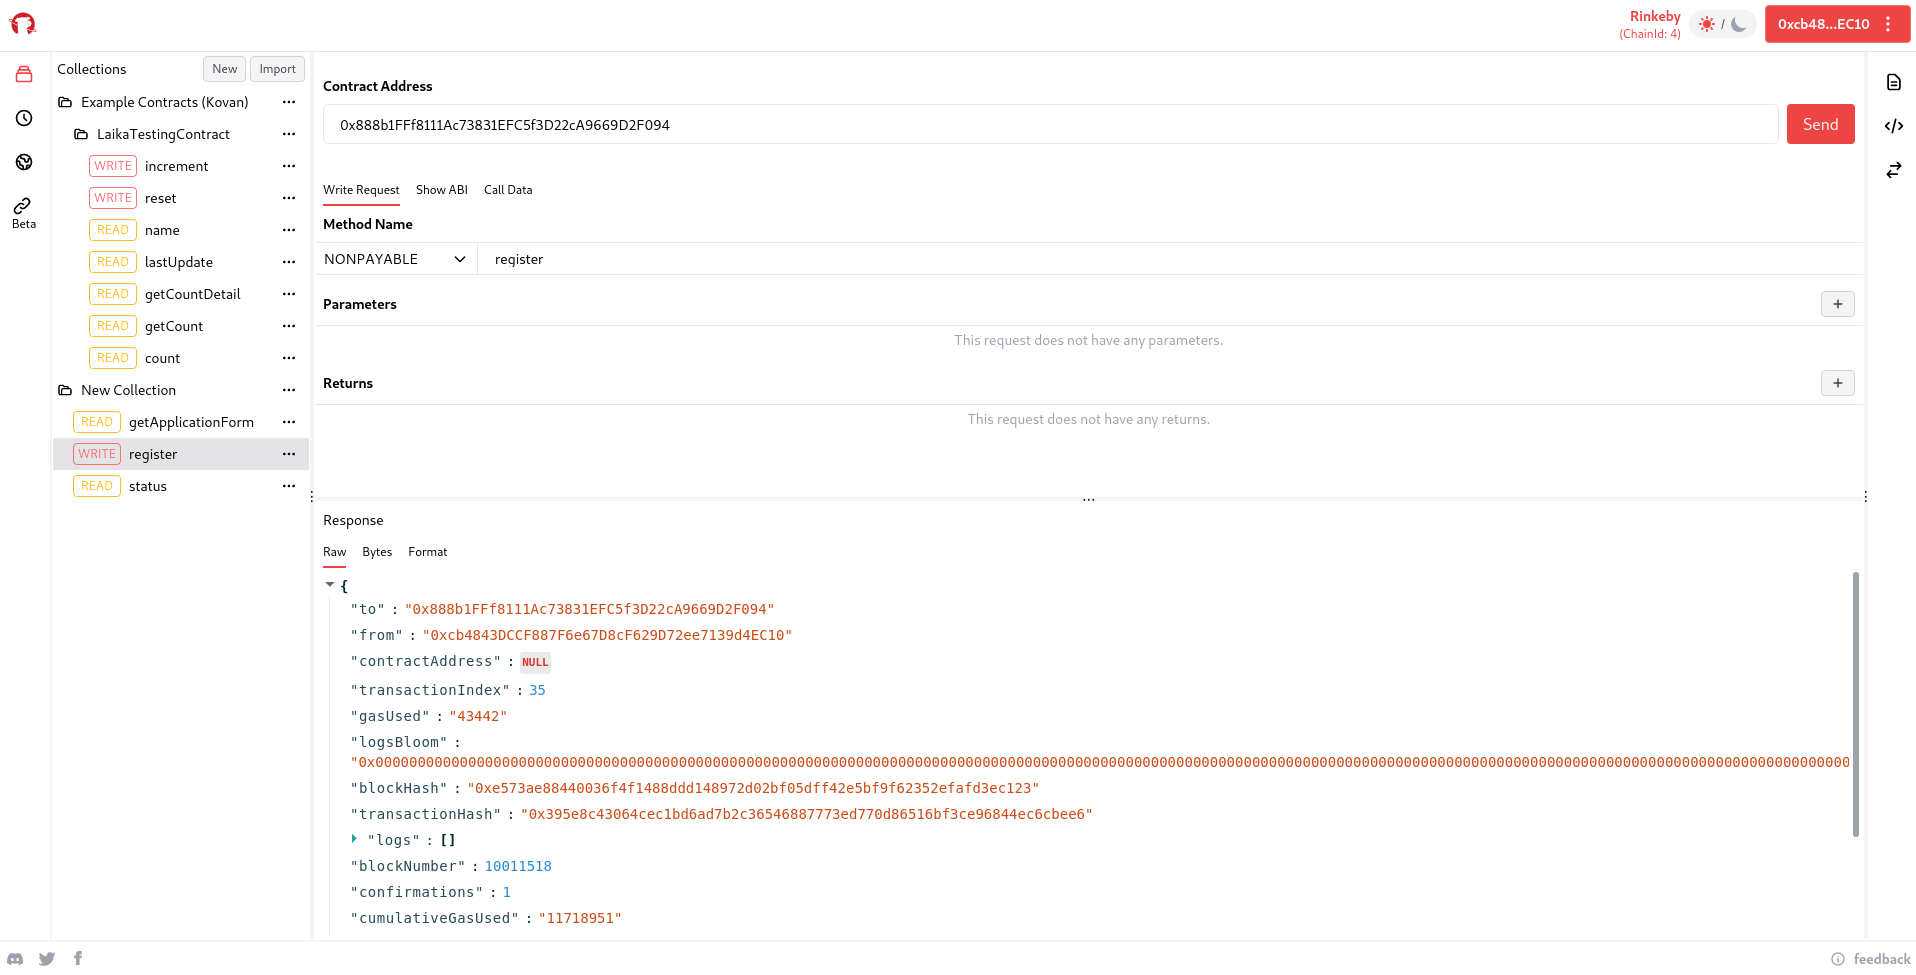 Rinkeby
(ChainId: 4)
/
0xcb48...EC10
Collections
New
Import
Example Contracts (Kovan)
LaikaTestingContract
WRITE increment
WRITE reset
READ name
READ lastUpdate
READ getCountDetail
READ getCount
READ count
New Collection
READ getApplicationForm
WRITE register
READ status
Beta
Contract Address
0x888b1FFf8111Ac73831EFC5f3D22cA9669D2F094
Send
Write Request Show ABI Call Data
Method Name
NONPAYABLE register
Parameters
+
This request does not have any parameters.
Returns
+
This request does not have any returns.
Response
Raw Bytes Format
{
"to" : "0x888b1FFf8111Ac73831EFC5f3D22cA9669D2F094"
"from" : "0xcb4843DCCF887F6e67D8cF629D72ee7139d4EC10"
"contractAddress" : NULL
"transactionIndex" : 35
"gasUsed" : "43442"
"logsBloom" :
"blockHash" : "0xe573ae88440036f4f1488ddd148972d02bf05dff42e5bf9f62352efafd3ec123"
"transactionHash" : "0x395e8c43064cec1bd6ad7b2c36546887773ed770d86516bf3ce96844ec6cbee6"
"logs" : []
"blockNumber" : 10011518
"confirmations" : 1
"cumulativeGasUsed" : "11718951"
feedback